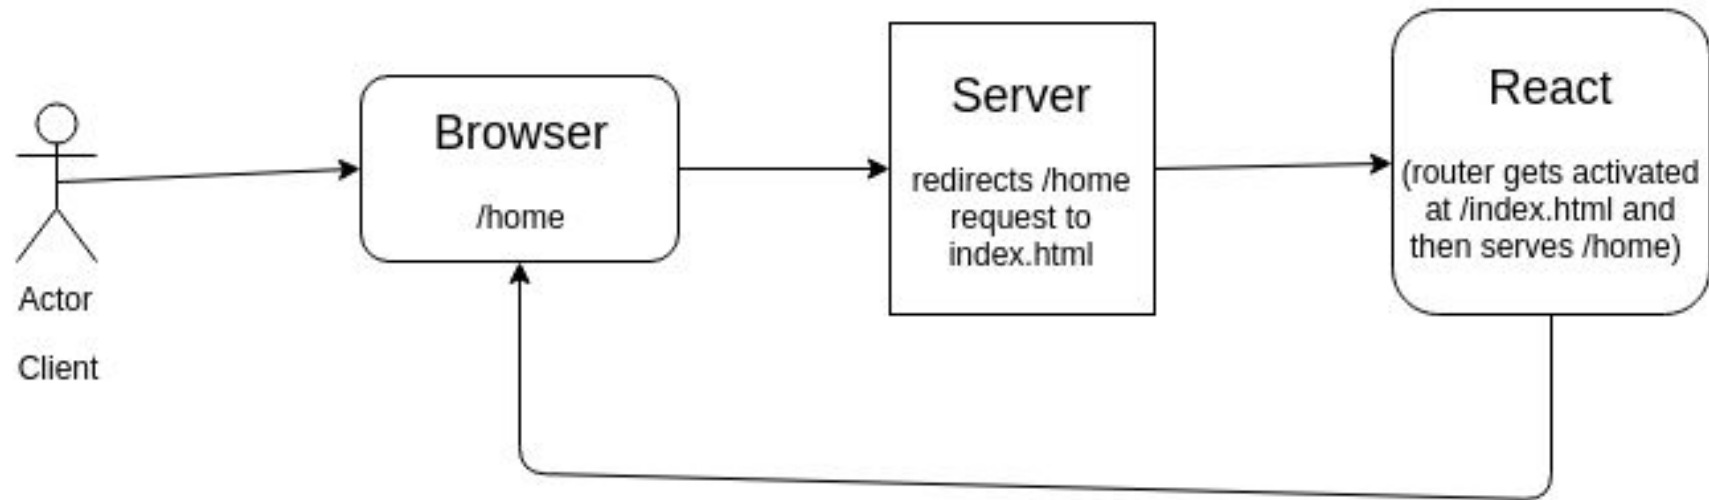 Actor
Client
Browser
/home
Server
redirects /home
request to
index.html
React
(router gets activated
at /index.html and
then serves /home)